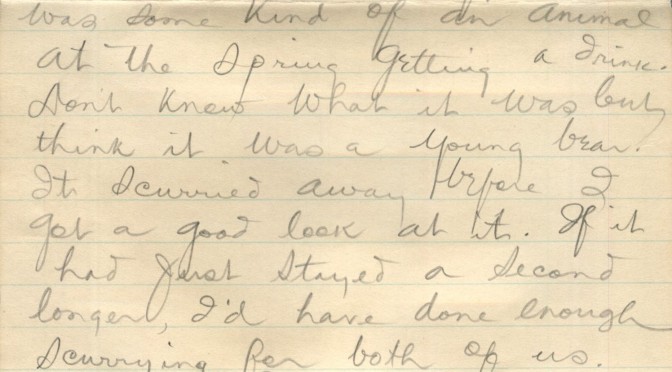 was some kind of an animal
at the spring getting a drink.
Don't know what it was but
think it was a young bear.
It scurried away before I
got a good look at it. If it
had just stayed a second
longer, I'd have done enough
scurrying for both of us.